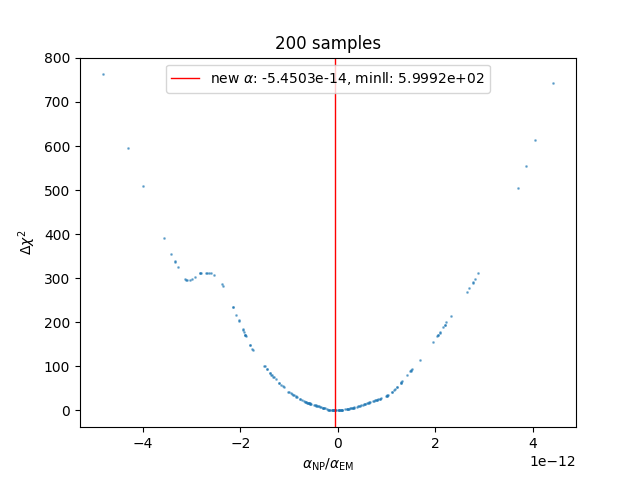 200 samples
new α: -5.4503e-14, minll: 5.9992e+02
800
700
600
500
400
300
200
100
0
Δχ²
−4 −2 0 2 4
1e−12
α_NP/α_EM